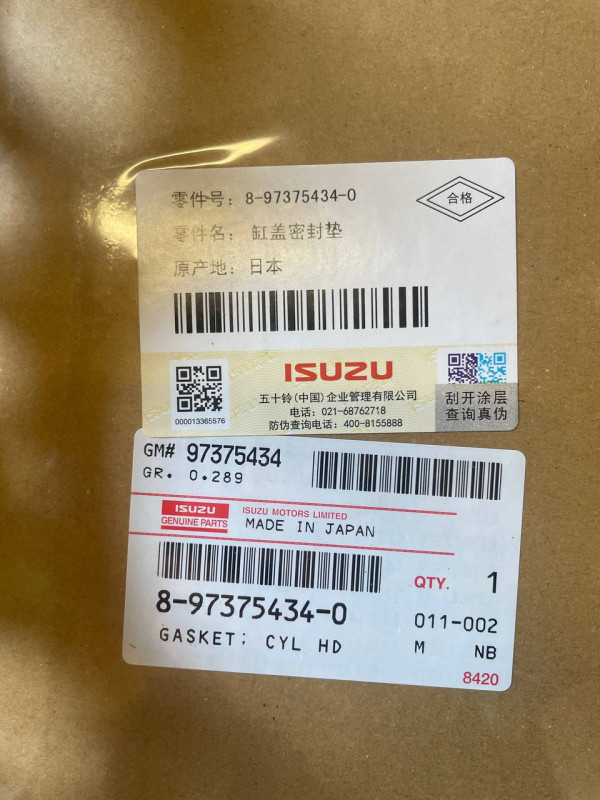 零件号: 8-97375434-0
合格
零件名: 缸盖密封垫
原产地: 日本
ISUZU
000013365576
五十铃(中国)企业管理有限公司
电话: 021-68762718
防伪查询电话: 400-8155888
刮开涂层
查询真伪
GM# 97375434
GR. 0.289
ISUZU
GENUINE PARTS
ISUZU MOTORS LIMITED
MADE IN JAPAN
QTY. 1
8-97375434-0
011-002
GASKET; CYL HD
M NB
8420